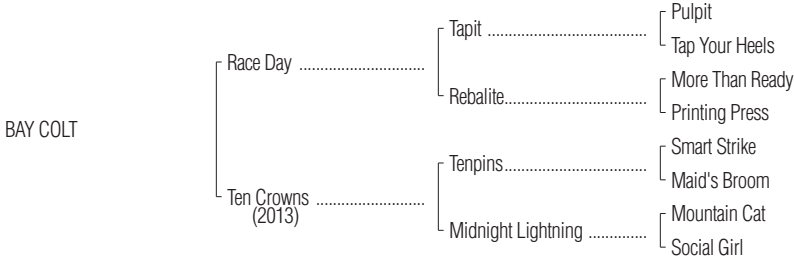 Pulpit
Tapit ......................................
Tap Your Heels
Race Day ..............................
More Than Ready
Rebalite..................................
Printing Press
BAY COLT
Smart Strike
Tenpins..................................
Maid's Broom
Ten Crowns ..........................
(2013)
Mountain Cat
Midnight Lightning ..............
Social Girl